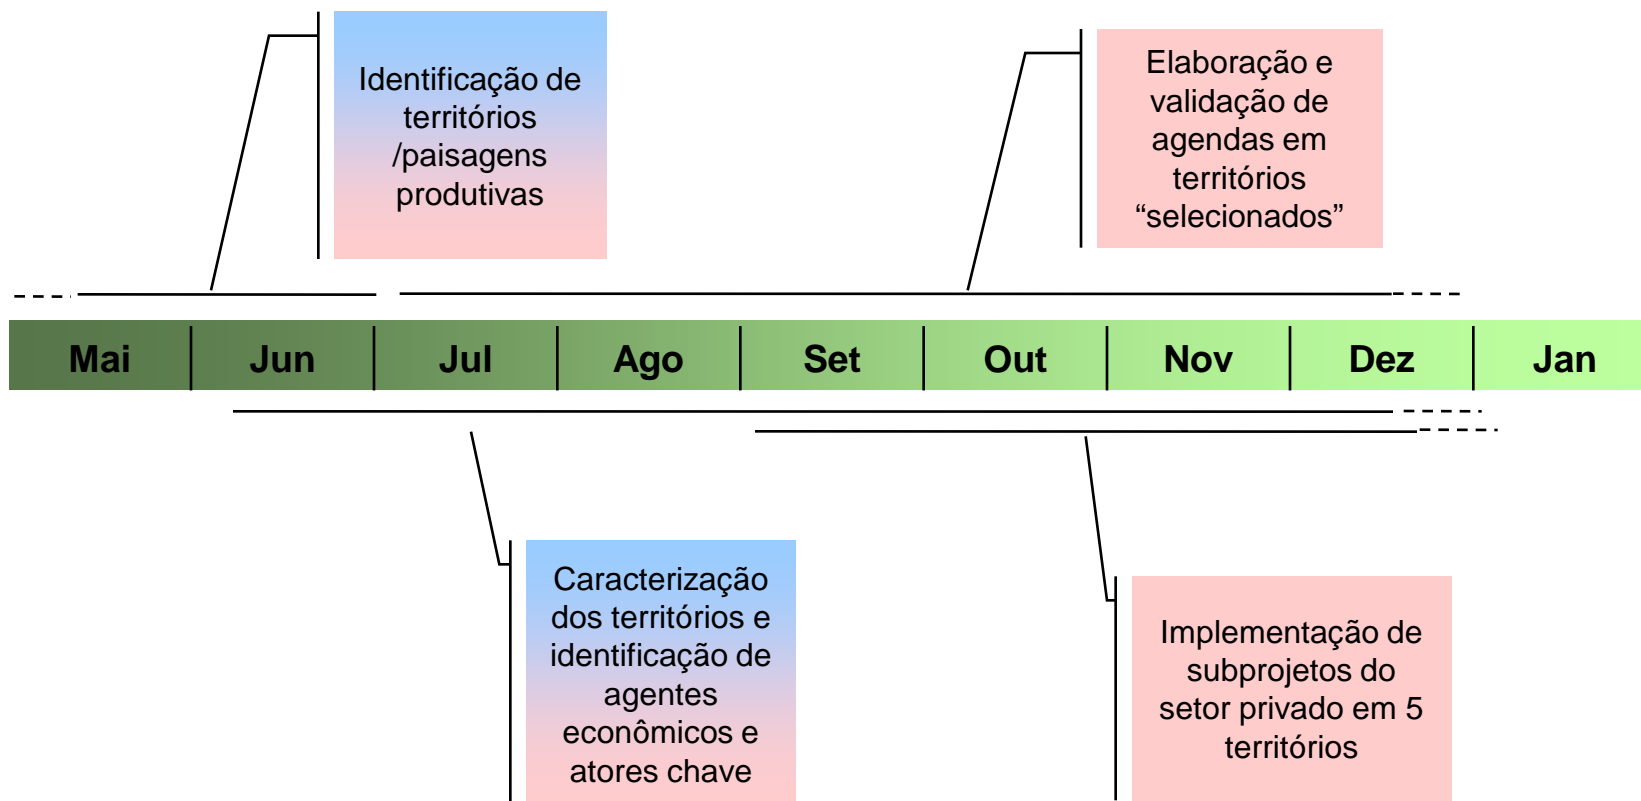 Identificação de
territórios
/paisagens
produtivas
Elaboração e
validação de
agendas em
territórios
“selecionados”
Mai Jun Jul Ago Set Out Nov Dez Jan
Caracterização
dos territórios e
identificação de
agentes
econômicos e
atores chave
Implementação de
subprojetos do
setor privado em 5
territórios